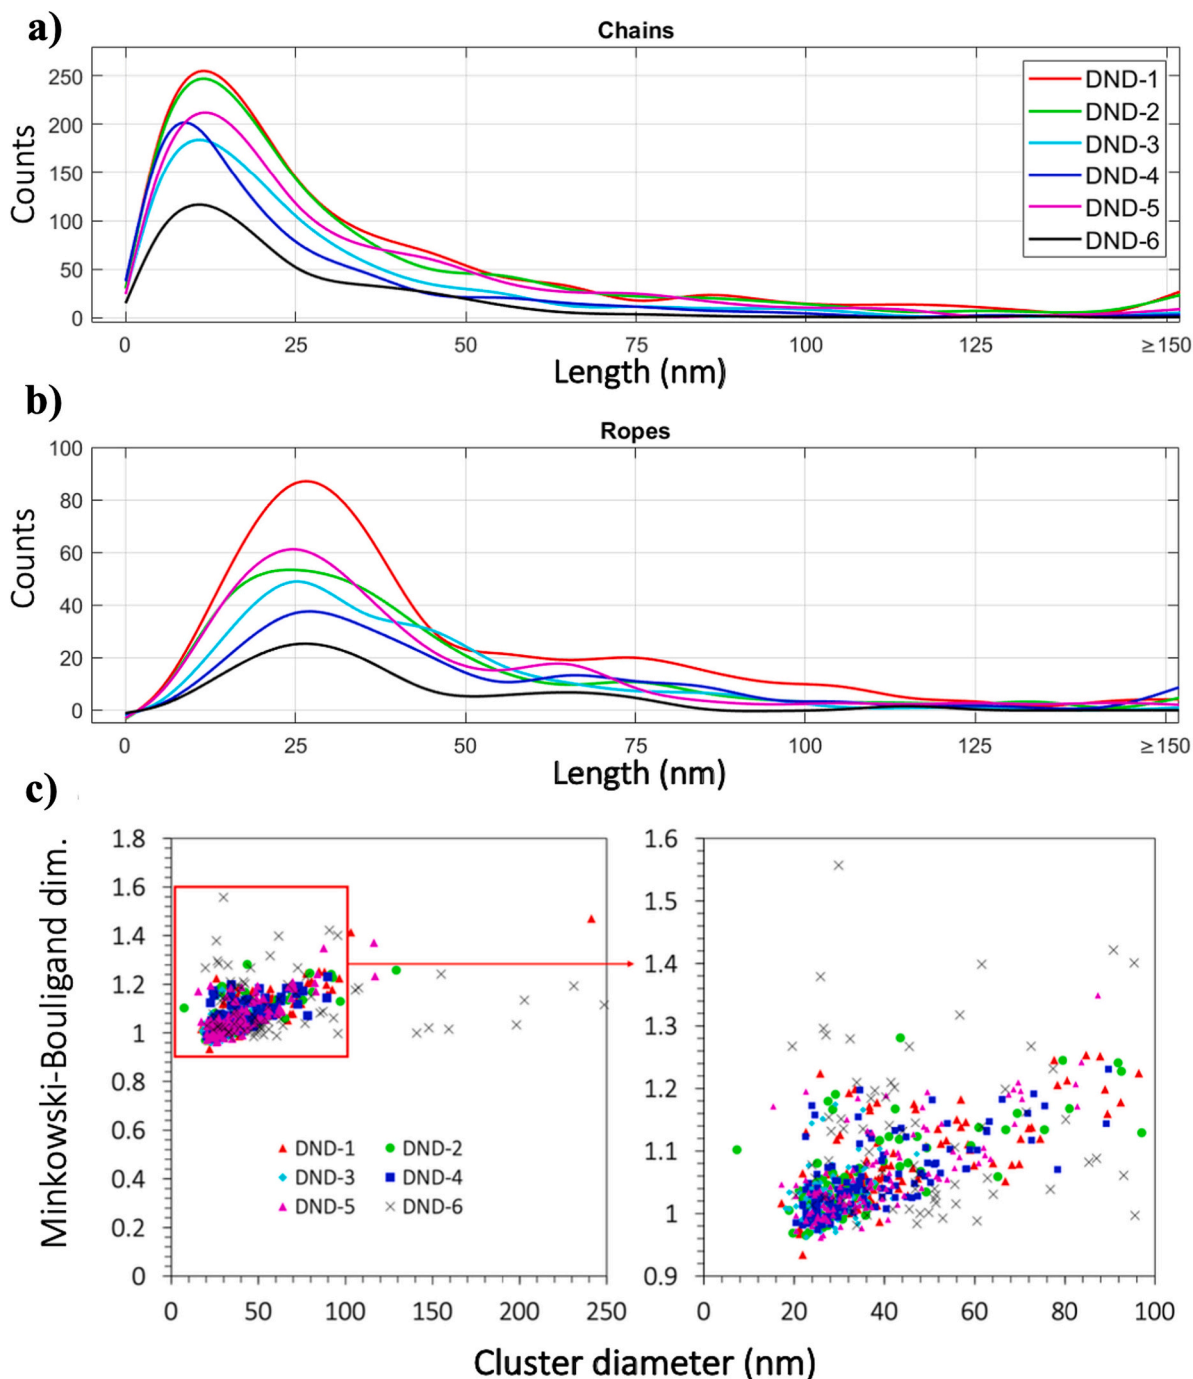 a)
Chains
250
200
150
100
50
0
Counts
DND-1
DND-2
DND-3
DND-4
DND-5
DND-6
0 25 50 75 100 125 ≥150
Length (nm)
b)
Ropes
100
80
60
40
20
0
Counts
0 25 50 75 100 125 ≥150
Length (nm)
c)
Minkowski-Bouligand dim.
1.8
1.6
1.4
1.2
1
0.8
0.6
0.4
0.2
0
DND-1 DND-2
DND-3 DND-4
DND-5 DND-6
0 50 100 150 200 250
1.6
1.5
1.4
1.3
1.2
1.1
1
0.9
0 20 40 60 80 100
Cluster diameter (nm)